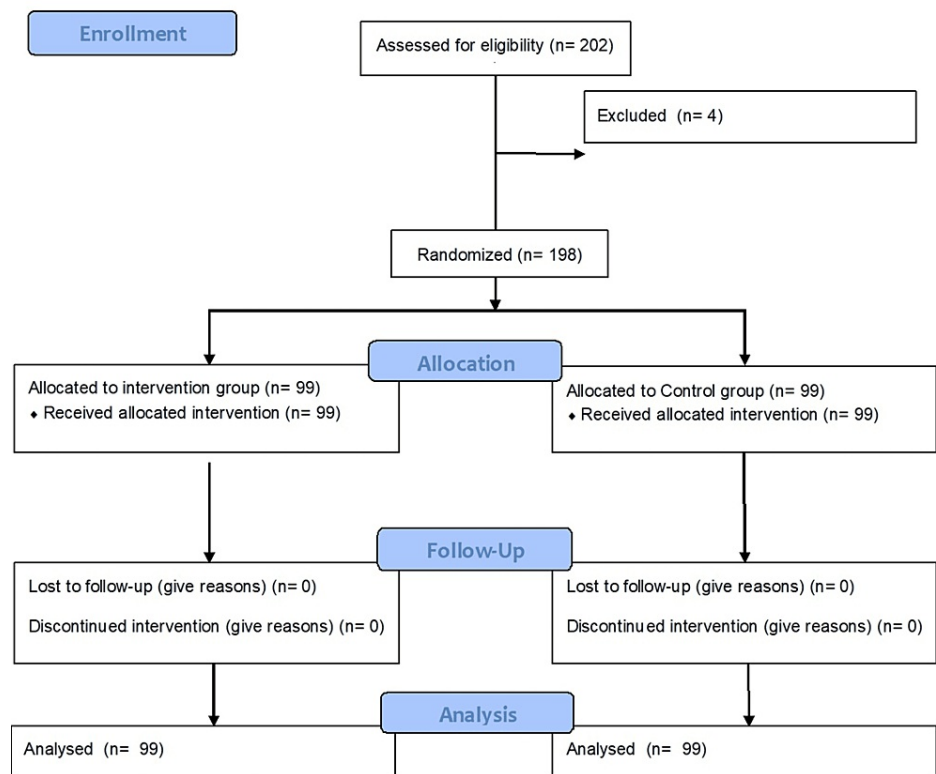 Enrollment
Assessed for eligibility (n= 202)
Excluded (n= 4)
Randomized (n= 198)
Allocation
Allocated to intervention group (n= 99)
♦ Received allocated intervention (n= 99)
Allocated to Control group (n= 99)
♦ Received allocated intervention (n= 99)
Follow-Up
Lost to follow-up (give reasons) (n= 0)
Discontinued intervention (give reasons) (n= 0)
Lost to follow-up (give reasons) (n= 0)
Discontinued intervention (give reasons) (n= 0)
Analysis
Analysed (n= 99)
Analysed (n= 99)